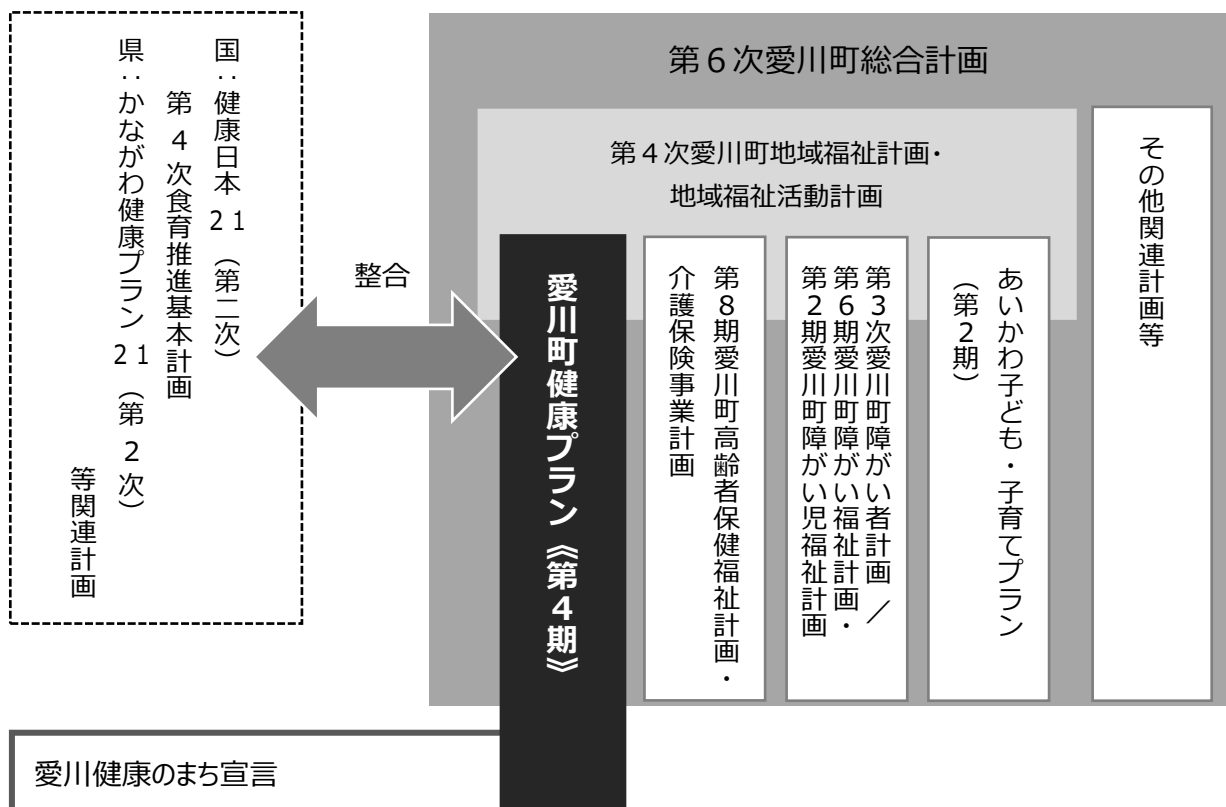 国：健康日本２１（第二次）
第４次食育推進基本計画
県：かながわ健康プラン２１（第２次）
等関連計画
整合
第６次愛川町総合計画
第４次愛川町地域福祉計画・
地域福祉活動計画
愛川町健康プラン《第４期》
第８期愛川町高齢者保健福祉計画・
介護保険事業計画
第３次愛川町障がい者計画／
第６期愛川町障がい福祉計画・
第２期愛川町障がい児福祉計画
あいかわ子ども・子育てプラン
（第２期）
その他関連計画等
愛川健康のまち宣言